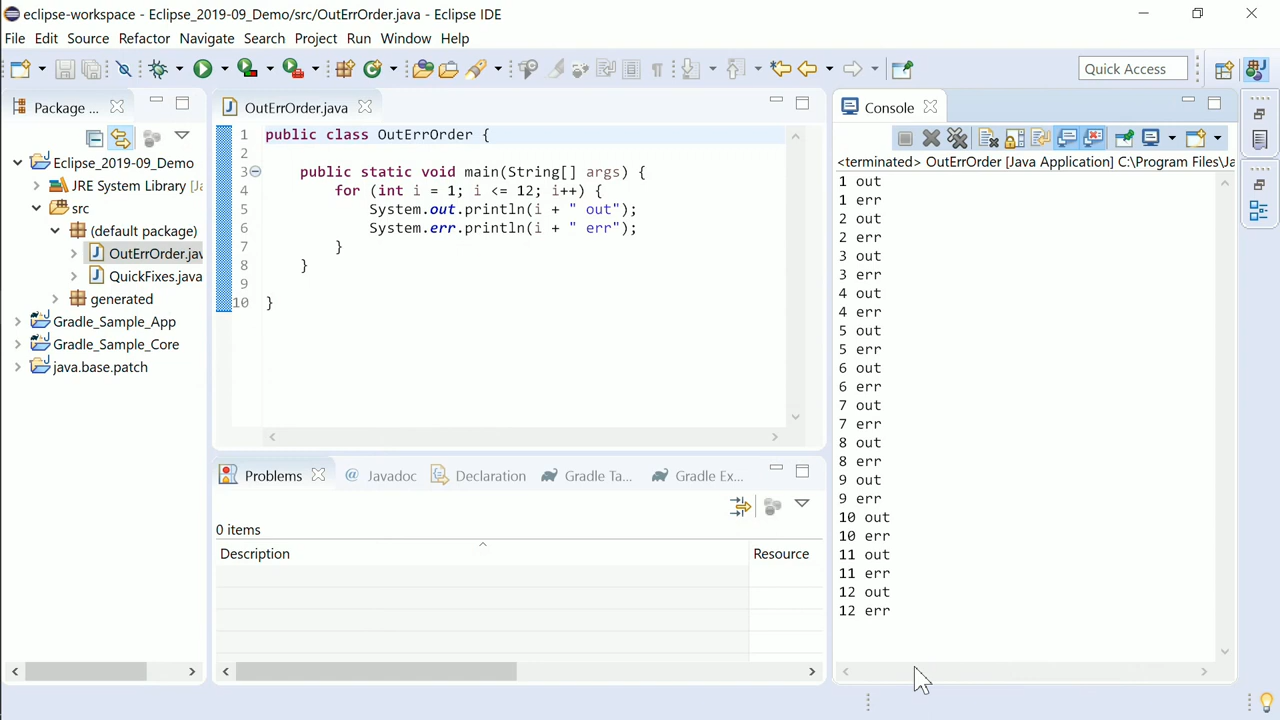 eclipse-workspace - Eclipse_2019-09_Demo/src/OutErrOrder.java - Eclipse IDE
File Edit Source Refactor Navigate Search Project Run Window Help
Quick Access
Package ...
Eclipse_2019-09_Demo
JRE System Library [Ja
src
(default package)
OutErrOrder.jav
QuickFixes.java
generated
Gradle_Sample_App
Gradle_Sample_Core
java.base.patch
OutErrOrder.java
1 public class OutErrOrder {
2
3 public static void main(String[] args) {
4 for (int i = 1; i <= 12; i++) {
5 System.out.println(i + " out");
6 System.err.println(i + " err");
7 }
8 }
9
10 }
Problems @ Javadoc Declaration Gradle Ta... Gradle Ex...
0 items
Description Resource
Console
<terminated> OutErrOrder [Java Application] C:\Program Files\Ja
1 out
1 err
2 out
2 err
3 out
3 err
4 out
4 err
5 out
5 err
6 out
6 err
7 out
7 err
8 out
8 err
9 out
9 err
10 out
10 err
11 out
11 err
12 out
12 err